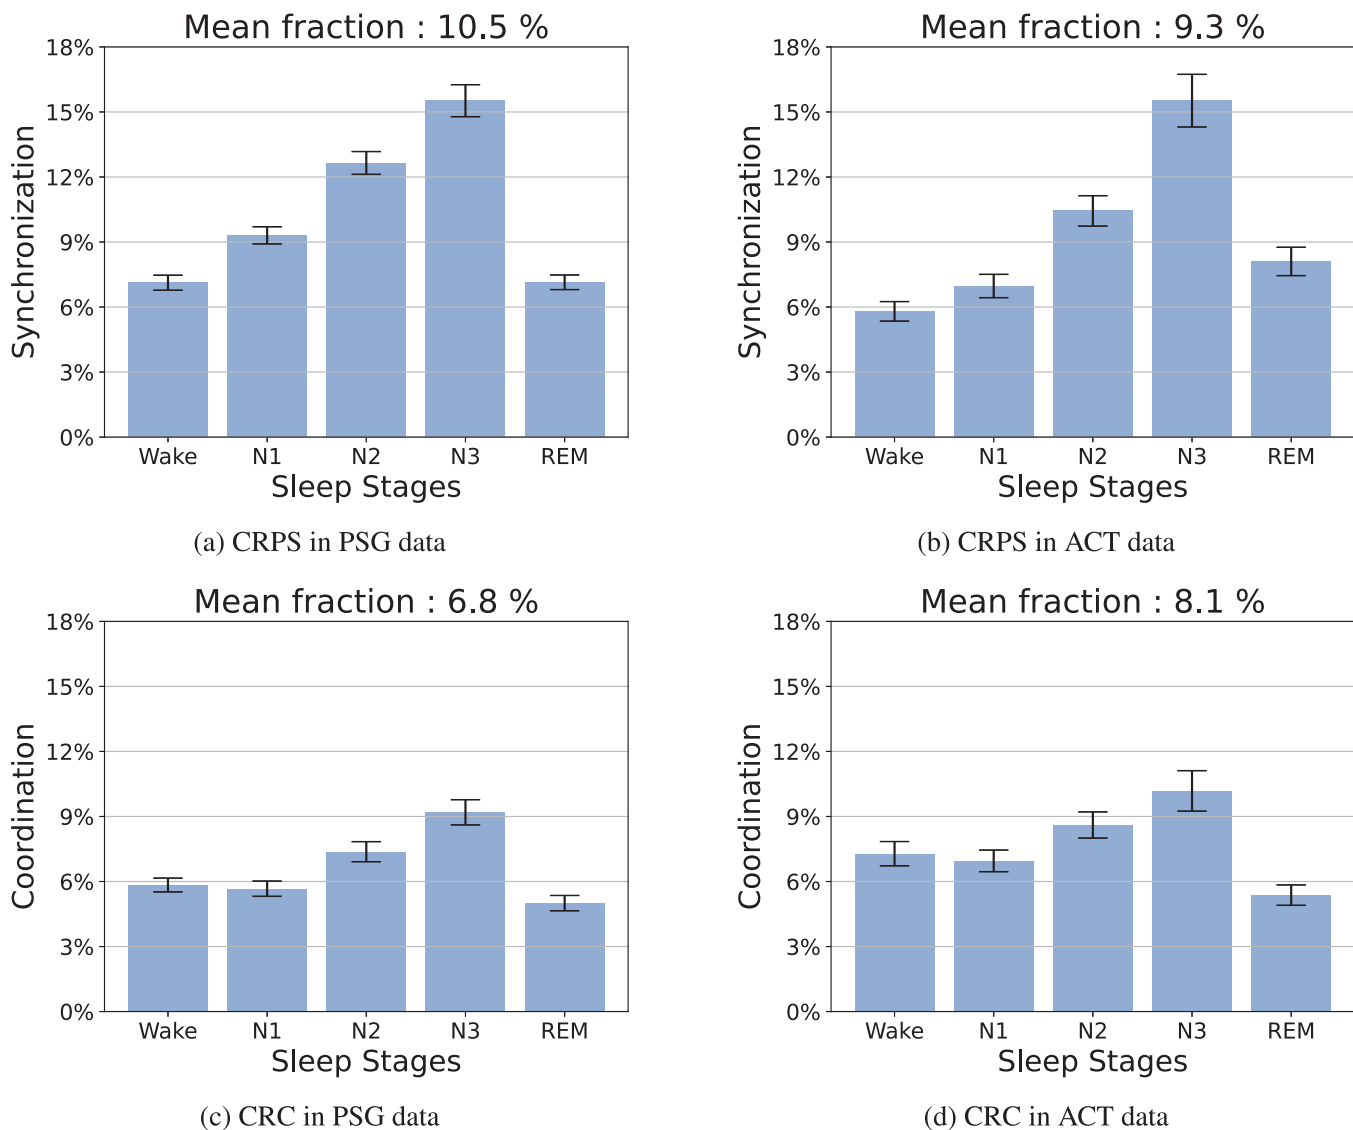 Mean fraction : 10.5 %
18%
15%
12%
9%
6%
3%
0%
Synchronization
Wake N1 N2 N3 REM
Sleep Stages
(a) CRPS in PSG data
Mean fraction : 9.3 %
18%
15%
12%
9%
6%
3%
0%
Synchronization
Wake N1 N2 N3 REM
Sleep Stages
(b) CRPS in ACT data
Mean fraction : 6.8 %
18%
15%
12%
9%
6%
3%
0%
Coordination
Wake N1 N2 N3 REM
Sleep Stages
(c) CRC in PSG data
Mean fraction : 8.1 %
18%
15%
12%
9%
6%
3%
0%
Coordination
Wake N1 N2 N3 REM
Sleep Stages
(d) CRC in ACT data